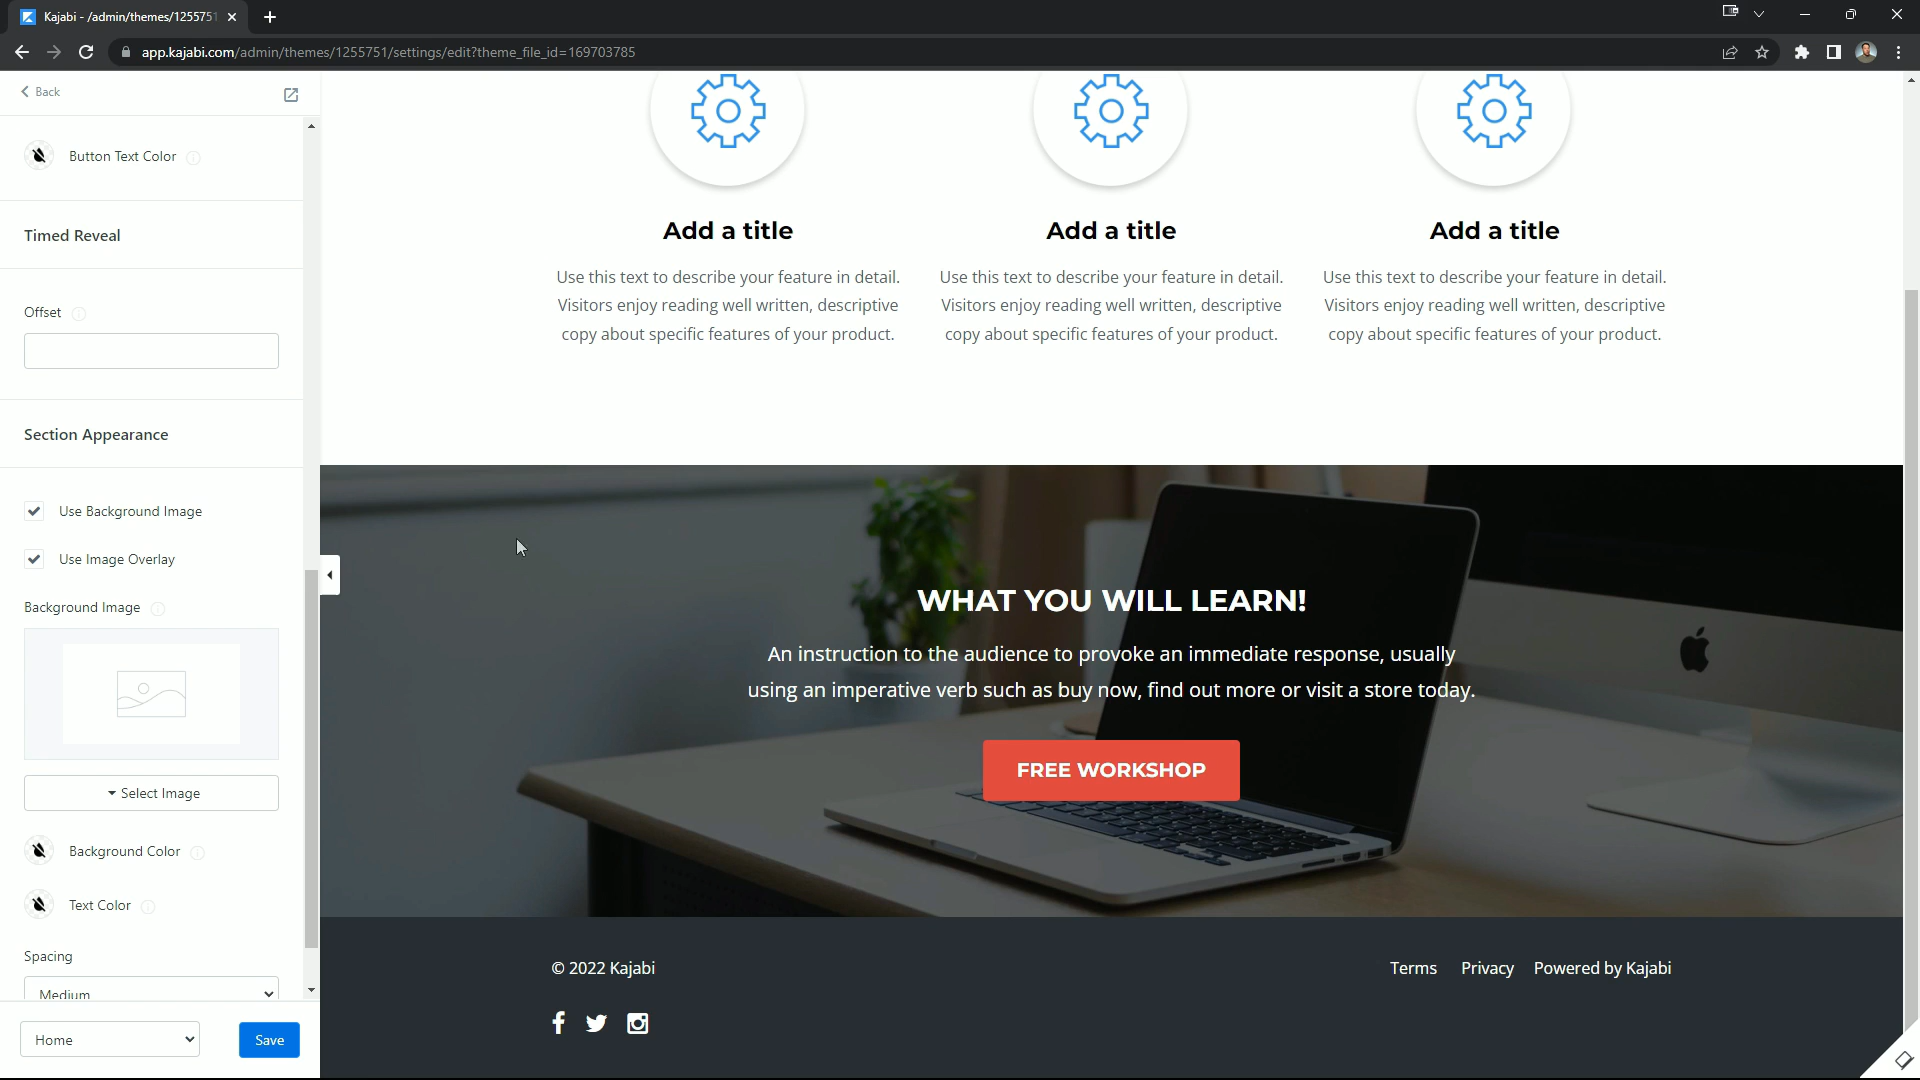 Kajabi - /admin/themes/1255751
app.kajabi.com/admin/themes/1255751/settings/edit?theme_file_id=169703785
Back
Button Text Color
Timed Reveal
Offset
Section Appearance
Use Background Image
Use Image Overlay
Background Image
Select Image
Background Color
Text Color
Spacing
Medium
Home
Save
Add a title
Use this text to describe your feature in detail.
Visitors enjoy reading well written, descriptive
copy about specific features of your product.
Add a title
Use this text to describe your feature in detail.
Visitors enjoy reading well written, descriptive
copy about specific features of your product.
Add a title
Use this text to describe your feature in detail.
Visitors enjoy reading well written, descriptive
copy about specific features of your product.
WHAT YOU WILL LEARN!
An instruction to the audience to provoke an immediate response, usually
using an imperative verb such as buy now, find out more or visit a store today.
FREE WORKSHOP
© 2022 Kajabi
Terms Privacy Powered by Kajabi